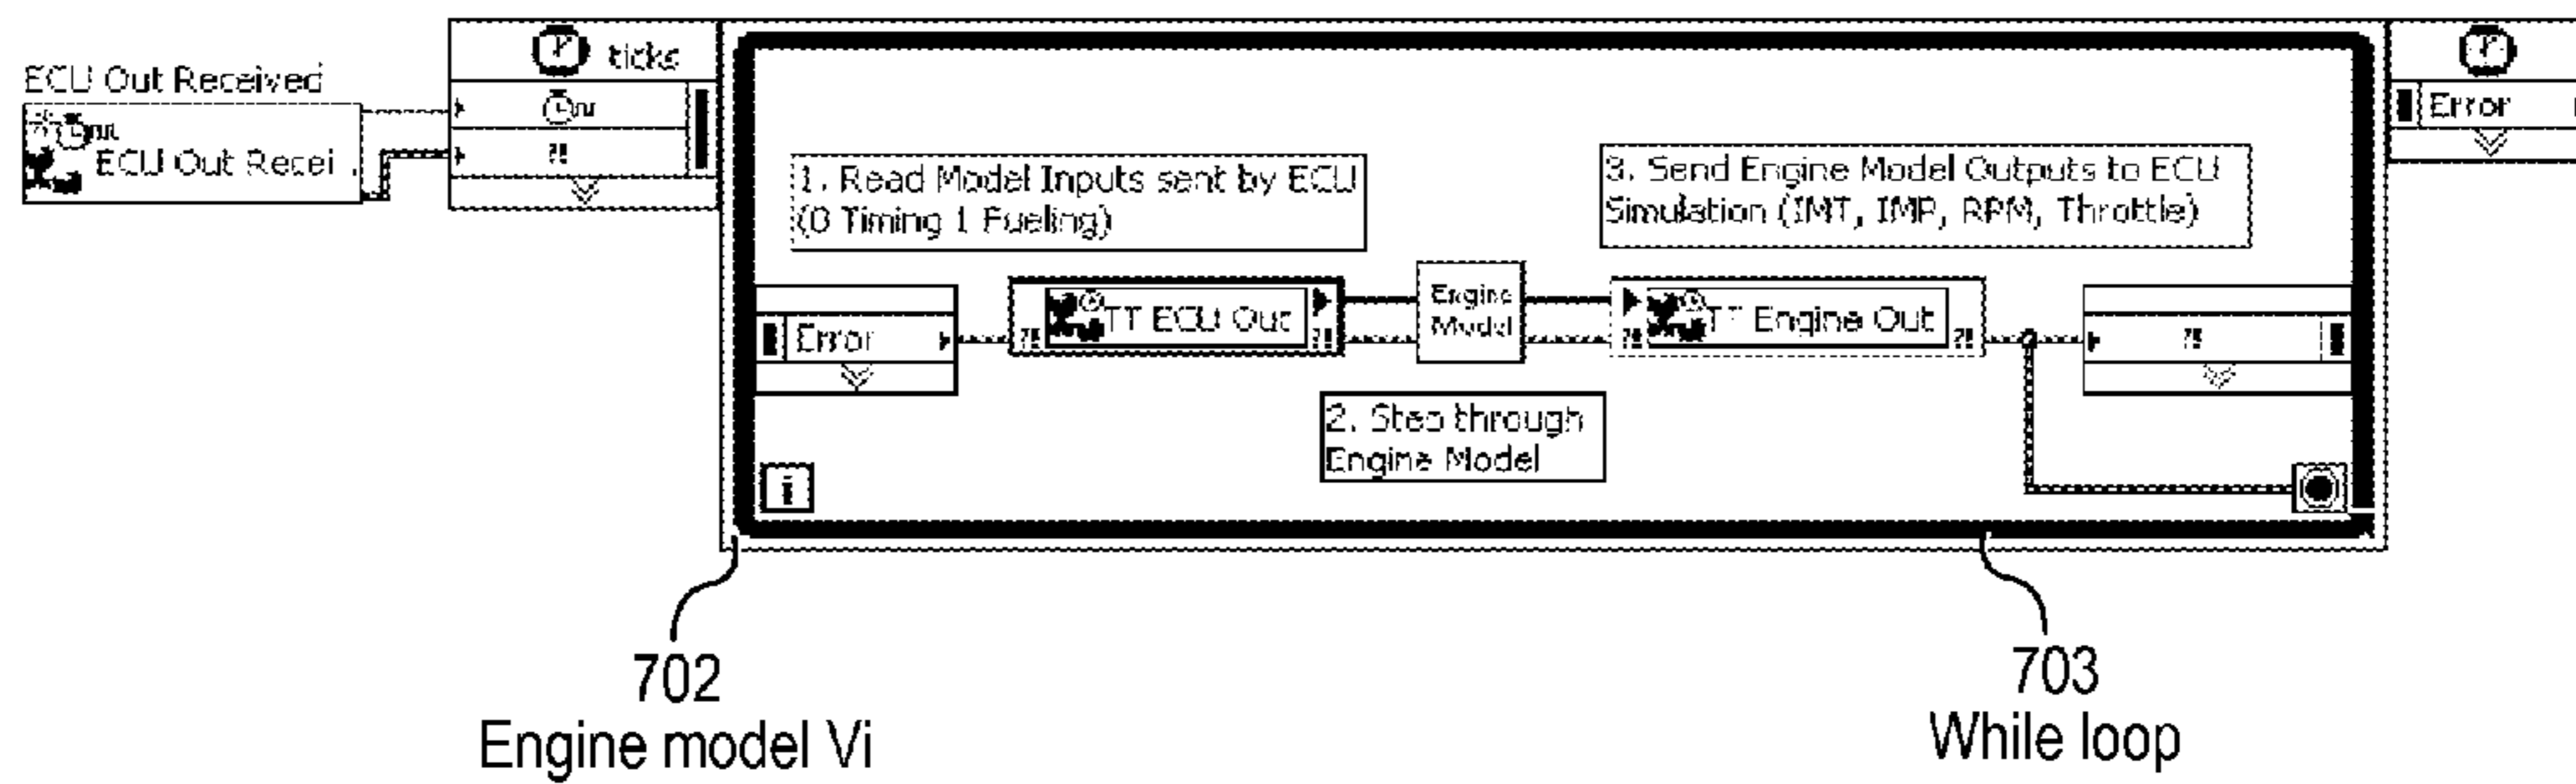 ECU Out Received
ECU Out Recei .
ticks
?!
1. Read Model Inputs sent by ECU
(0 Timing 1 Fueling)
3. Send Engine Model Outputs to ECU
Simulation (IMT, IMP, RPM, Throttle)
Error
Error
?!
TT ECU Out
?!
Engine
Model
?!
TT Engine Out
?!
?!
2. Step through
Engine Model
i
702
Engine model Vi
703
While loop